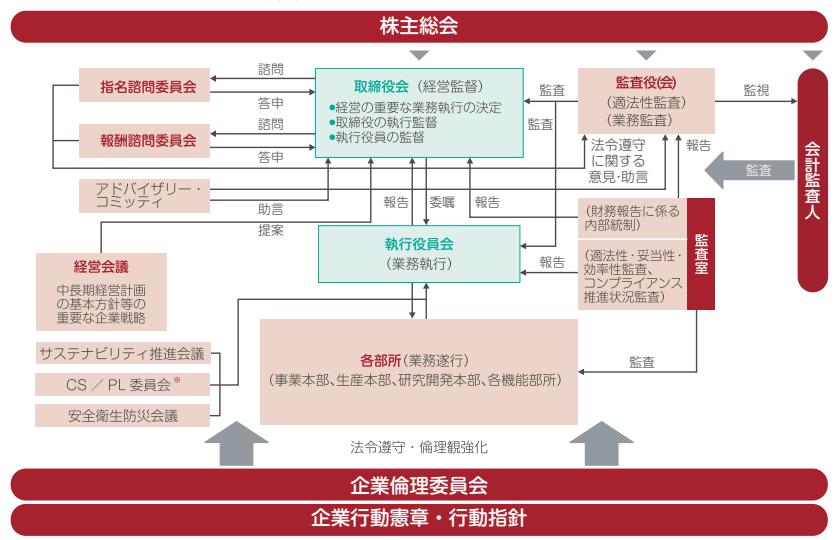 株主総会
指名諮問委員会
諮問
答申
報酬諮問委員会
諮問
答申
取締役会（経営監督）
●経営の重要な業務執行の決定
●取締役の執行監督
●執行役員の監督
監査
監査
監査役(会)
（適法性監査）
（業務監査）
監視
会計監査人
法令遵守
に関する
意見・助言
報告
監査
アドバイザリー・
コミッティ
助言
提案
報告
委嘱
報告
（財務報告に係る
内部統制）
監査室
（適法性・妥当性・
効率性監査、
コンプライアンス
推進状況監査）
執行役員会
（業務執行）
報告
経営会議
中長期経営計画
の基本方針等の
重要な企業戦略
サステナビリティ推進会議
CS／PL委員会※
安全衛生防災会議
各部所（業務遂行）
（事業本部、生産本部、研究開発本部、各機能部所）
監査
法令遵守・倫理観強化
企業倫理委員会
企業行動憲章・行動指針